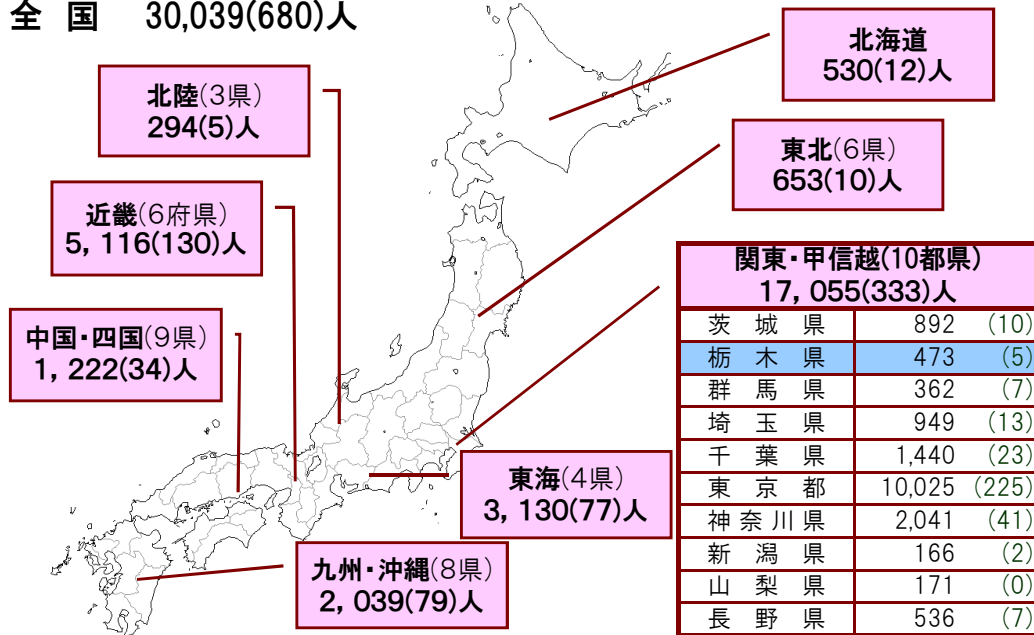 全 国 30,039(680)人
北海道
530(12)人
北陸(3県)
294(5)人
東北(6県)
653(10)人
近畿(6府県)
5, 116(130)人
関東・甲信越(10都県)
17, 055(333)人
茨 城 県 892 (10)
栃 木 県 473 (5)
群 馬 県 362 (7)
埼 玉 県 949 (13)
千 葉 県 1,440 (23)
東 京 都 10,025 (225)
神 奈 川 県 2,041 (41)
新 潟 県 166 (2)
山 梨 県 171 (0)
長 野 県 536 (7)
中国・四国(9県)
1, 222(34)人
東海(4県)
3, 130(77)人
九州・沖縄(8県)
2, 039(79)人